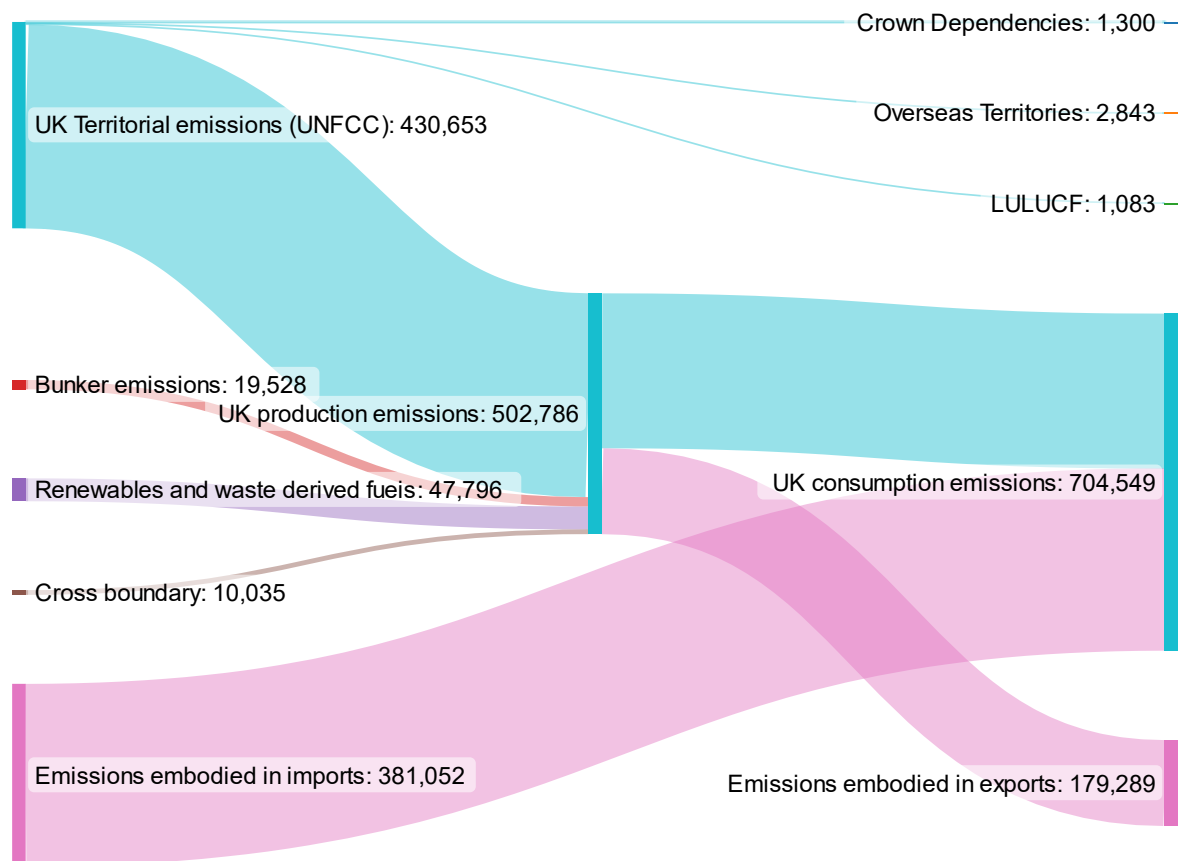 Crown Dependencies: 1,300
Overseas Territories: 2,843
UK Territorial emissions (UNFCC): 430,653
LULUCF: 1,083
Bunker emissions: 19,528
UK production emissions: 502,786
UK consumption emissions: 704,549
Renewables and waste derived fueis: 47,796
Cross boundary: 10,035
Emissions embodied in imports: 381,052
Emissions embodied in exports: 179,289